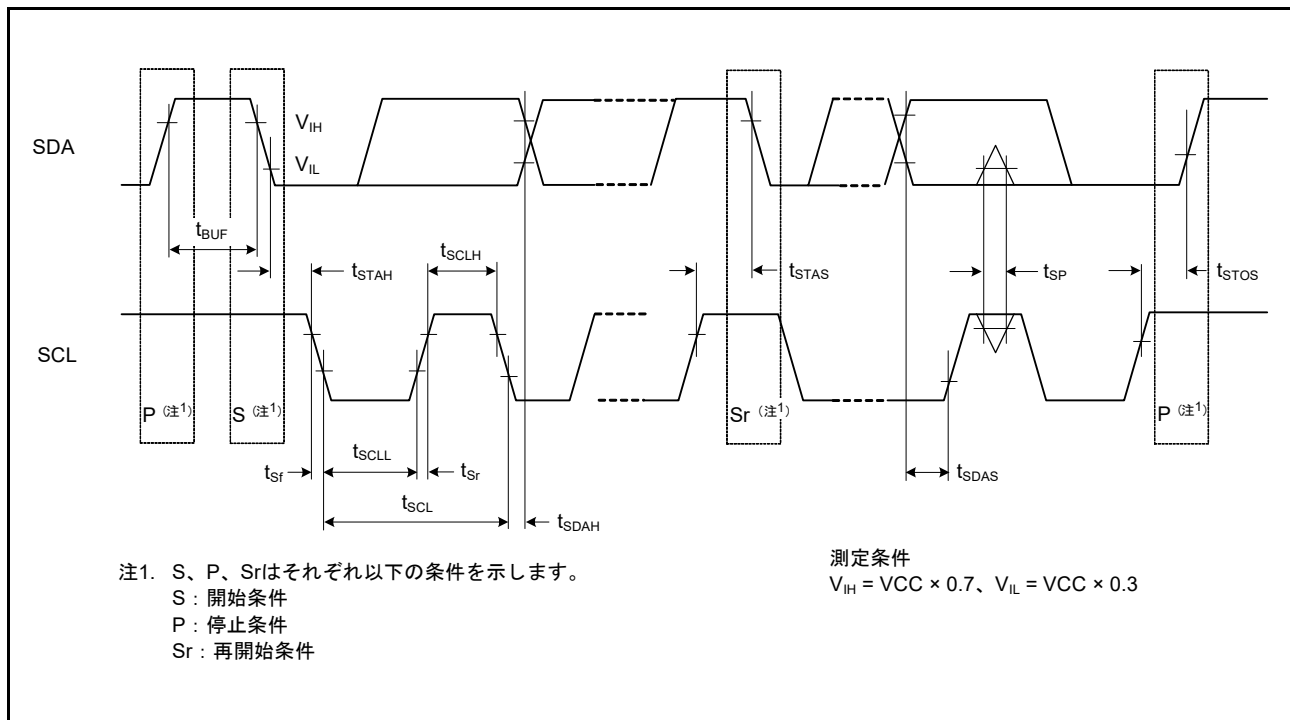 SDA
V_IH
V_IL
t_BUF
t_STAH
t_SCLH
t_STAS
t_SP
t_STOS
SCL
P（注1）
S（注1）
Sr（注1）
P（注1）
t_Sf
t_SCLL
t_Sr
t_SDAS
t_SCL
t_SDAH
注1. S、P、Srはそれぞれ以下の条件を示します。
S：開始条件
P：停止条件
Sr：再開始条件
測定条件
V_IH = VCC × 0.7、V_IL = VCC × 0.3